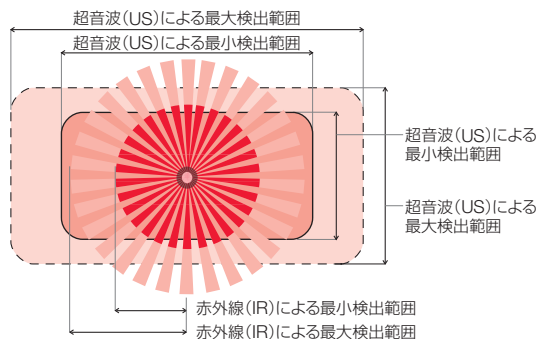 超音波（US）による最大検出範囲
超音波（US）による最小検出範囲
超音波（US）による
最小検出範囲
超音波（US）による
最大検出範囲
赤外線（IR）による最小検出範囲
赤外線（IR）による最大検出範囲